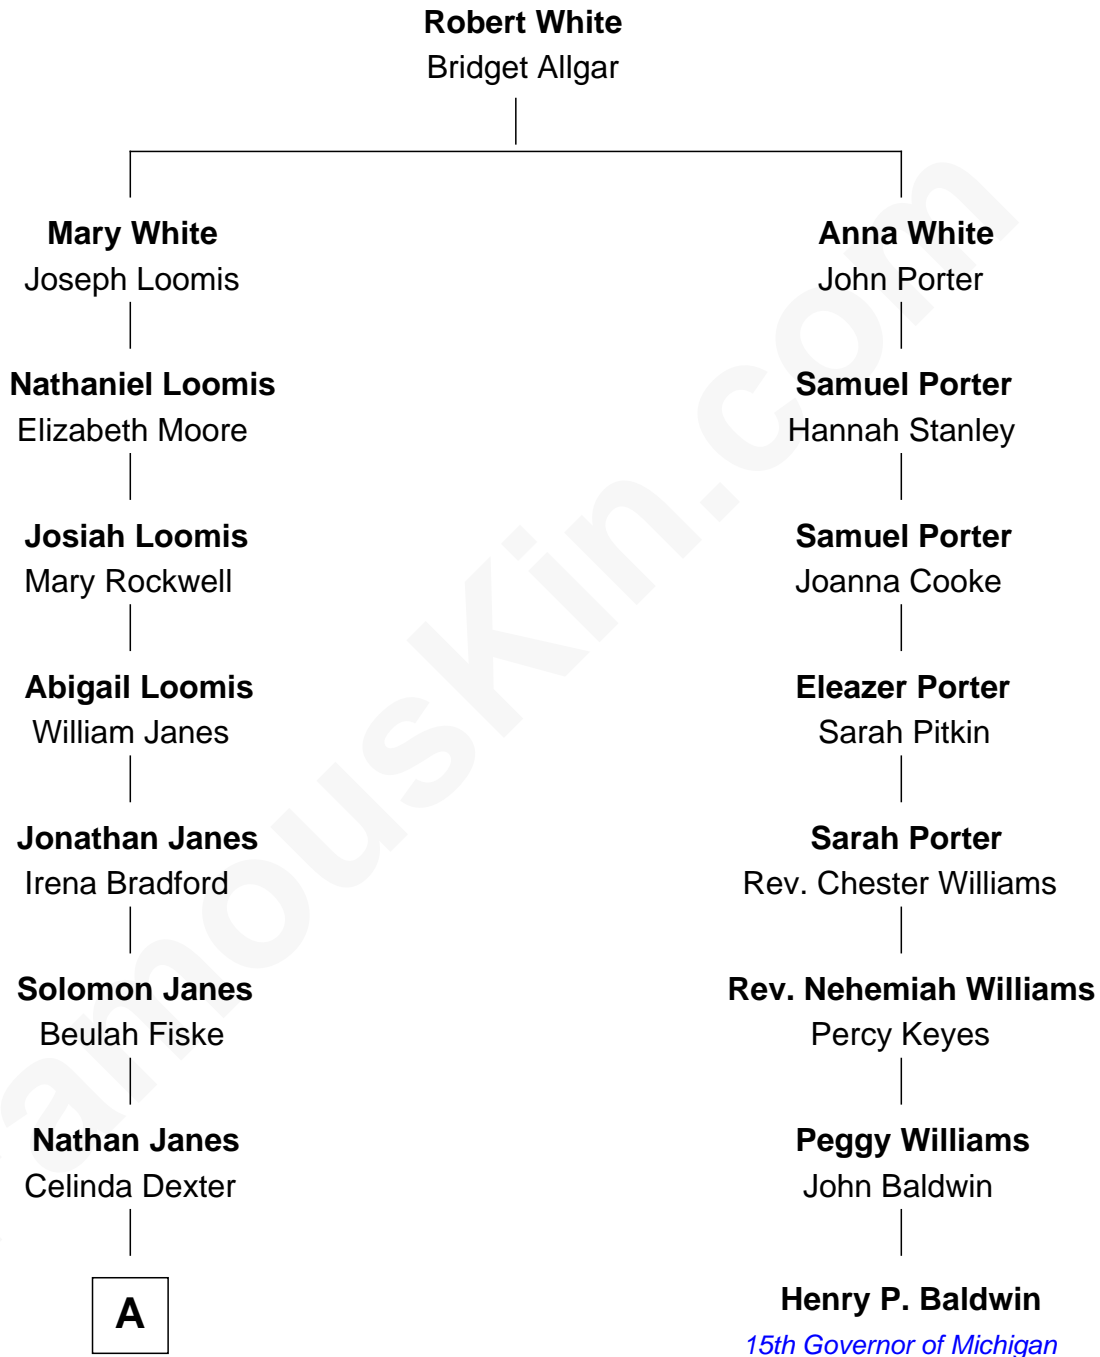 Robert White
Bridget Allgar
Mary White
Joseph Loomis
Nathaniel Loomis
Elizabeth Moore
Josiah Loomis
Mary Rockwell
Abigail Loomis
William Janes
Jonathan Janes
Irena Bradford
Solomon Janes
Beulah Fiske
Nathan Janes
Celinda Dexter
A
Anna White
John Porter
Samuel Porter
Hannah Stanley
Samuel Porter
Joanna Cooke
Eleazer Porter
Sarah Pitkin
Sarah Porter
Rev. Chester Williams
Rev. Nehemiah Williams
Percy Keyes
Peggy Williams
John Baldwin
Henry P. Baldwin
15th Governor of Michigan
amouskin.com